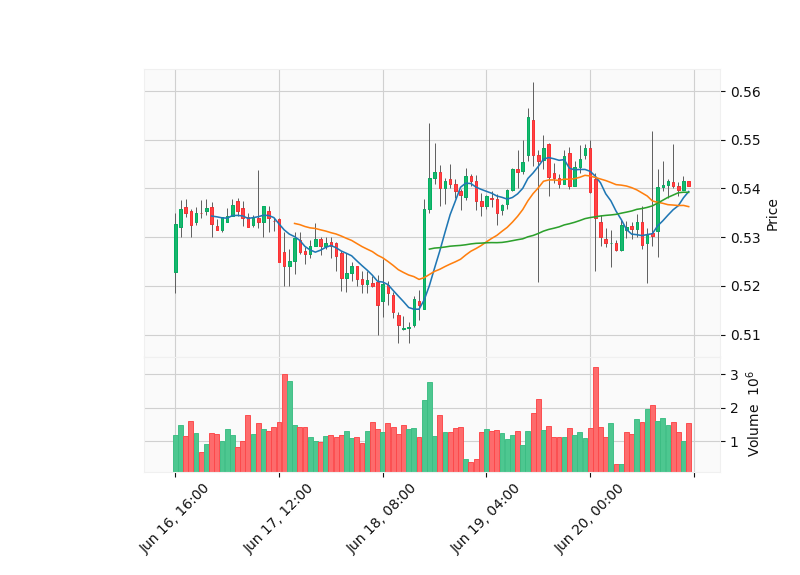 0.56
0.55
0.54
0.53
0.52
0.51
Price
3
2
1
Volume 10^6
Jun 16, 16:00
Jun 17, 12:00
Jun 18, 08:00
Jun 19, 04:00
Jun 20, 00:00